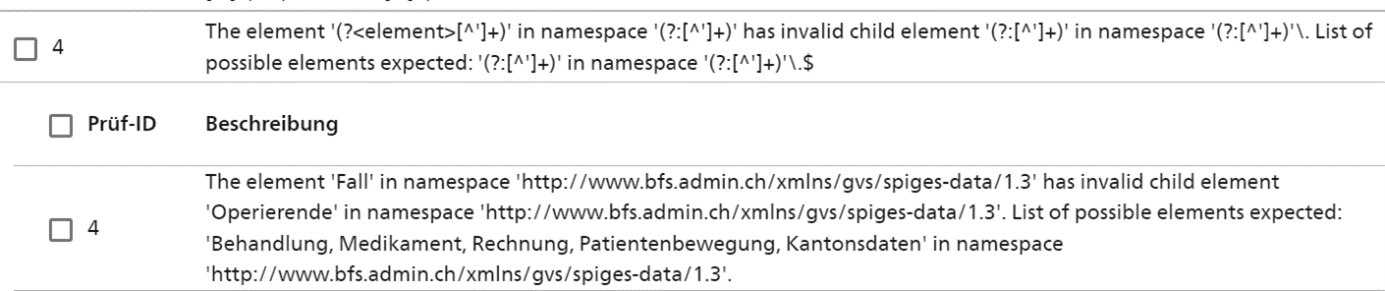 4
The element '(?<element>[^']+)' in namespace '(?:[^']+)' has invalid child element '(?:[^']+)' in namespace '(?:[^']+)'\. List of
possible elements expected: '(?:[^']+)' in namespace '(?:[^']+)'\.$
Prüf-ID Beschreibung
4
The element 'Fall' in namespace 'http://www.bfs.admin.ch/xmlns/gvs/spiges-data/1.3' has invalid child element
'Operierende' in namespace 'http://www.bfs.admin.ch/xmlns/gvs/spiges-data/1.3'. List of possible elements expected:
'Behandlung, Medikament, Rechnung, Patientenbewegung, Kantonsdaten' in namespace
'http://www.bfs.admin.ch/xmlns/gvs/spiges-data/1.3'.